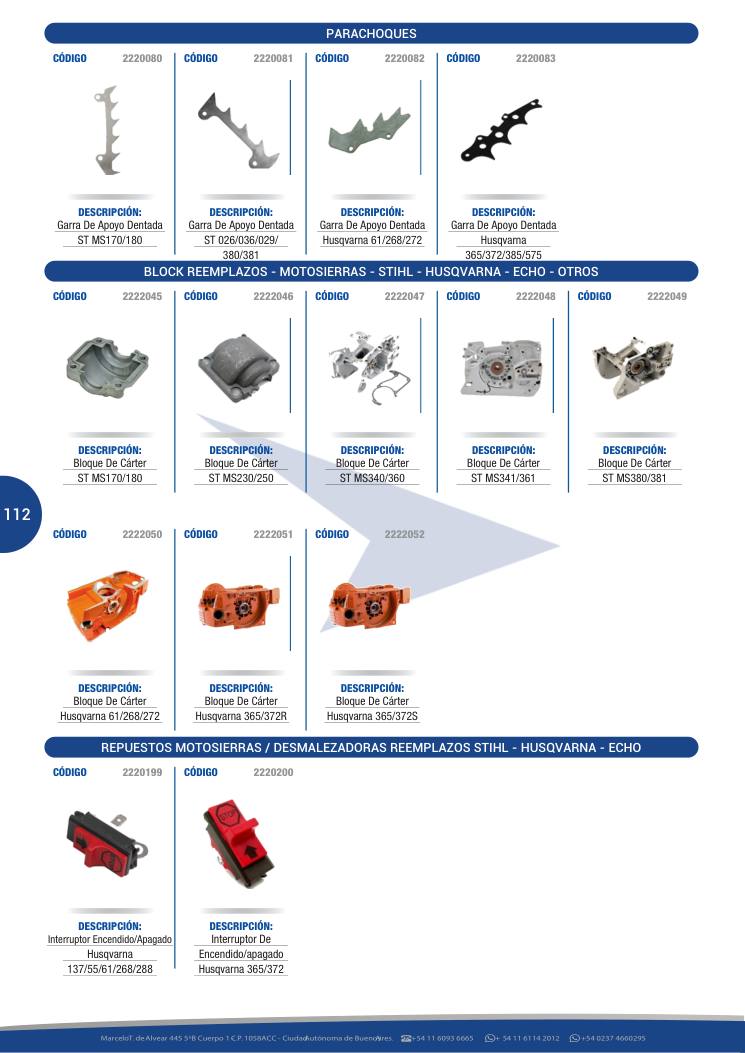 PARACHOQUES
CÓDIGO 2220080
CÓDIGO 2220081
CÓDIGO 2220082
CÓDIGO 2220083
DESCRIPCIÓN:
Garra De Apoyo Dentada
ST MS170/180
DESCRIPCIÓN:
Garra De Apoyo Dentada
ST 026/036/029/
380/381
DESCRIPCIÓN:
Garra De Apoyo Dentada
Husqvarna 61/268/272
DESCRIPCIÓN:
Garra De Apoyo Dentada
Husqvarna
365/372/385/575
BLOCK REEMPLAZOS - MOTOSIERRAS - STIHL - HUSQVARNA - ECHO - OTROS
CÓDIGO 2222045
CÓDIGO 2222046
CÓDIGO 2222047
CÓDIGO 2222048
CÓDIGO 2222049
DESCRIPCIÓN:
Bloque De Cárter
ST MS170/180
DESCRIPCIÓN:
Bloque De Cárter
ST MS230/250
DESCRIPCIÓN:
Bloque De Cárter
ST MS340/360
DESCRIPCIÓN:
Bloque De Cárter
ST MS341/361
DESCRIPCIÓN:
Bloque De Cárter
ST MS380/381
112
CÓDIGO 2222050
CÓDIGO 2222051
CÓDIGO 2222052
DESCRIPCIÓN:
Bloque De Cárter
Husqvarna 61/268/272
DESCRIPCIÓN:
Bloque De Cárter
Husqvarna 365/372R
DESCRIPCIÓN:
Bloque De Cárter
Husqvarna 365/372S
REPUESTOS MOTOSIERRAS / DESMALEZADORAS REEMPLAZOS STIHL - HUSQVARNA - ECHO
CÓDIGO 2220199
CÓDIGO 2220200
STOP
DESCRIPCIÓN:
Interruptor Encendido/Apagado
Husqvarna
137/55/61/268/288
DESCRIPCIÓN:
Interruptor De
Encendido/apagado
Husqvarna 365/372
MarceloT. de Alvear 445 5ºB Cuerpo 1 C.P. 1058ACC - Ciudad Autónoma de Buenos Aires. +54 11 6093 6665 + 54 11 6114 2012 +54 0237 4660295